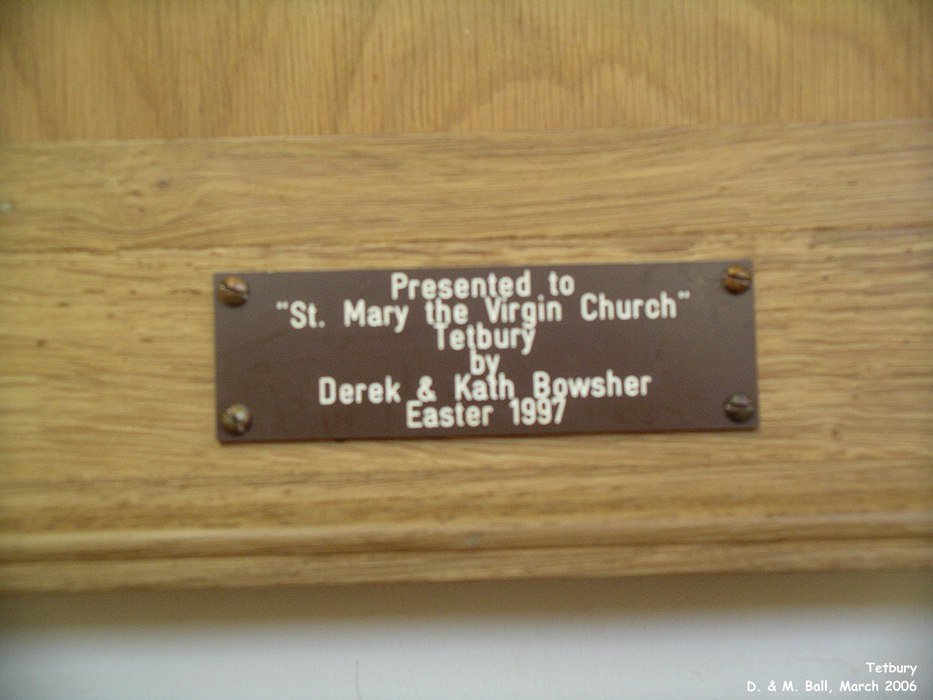 Presented to
"St. Mary the Virgin Church"
Tetbury
by
Derek & Kath Bowsher
Easter 1997
Tetbury
D. & M. Ball, March 2006